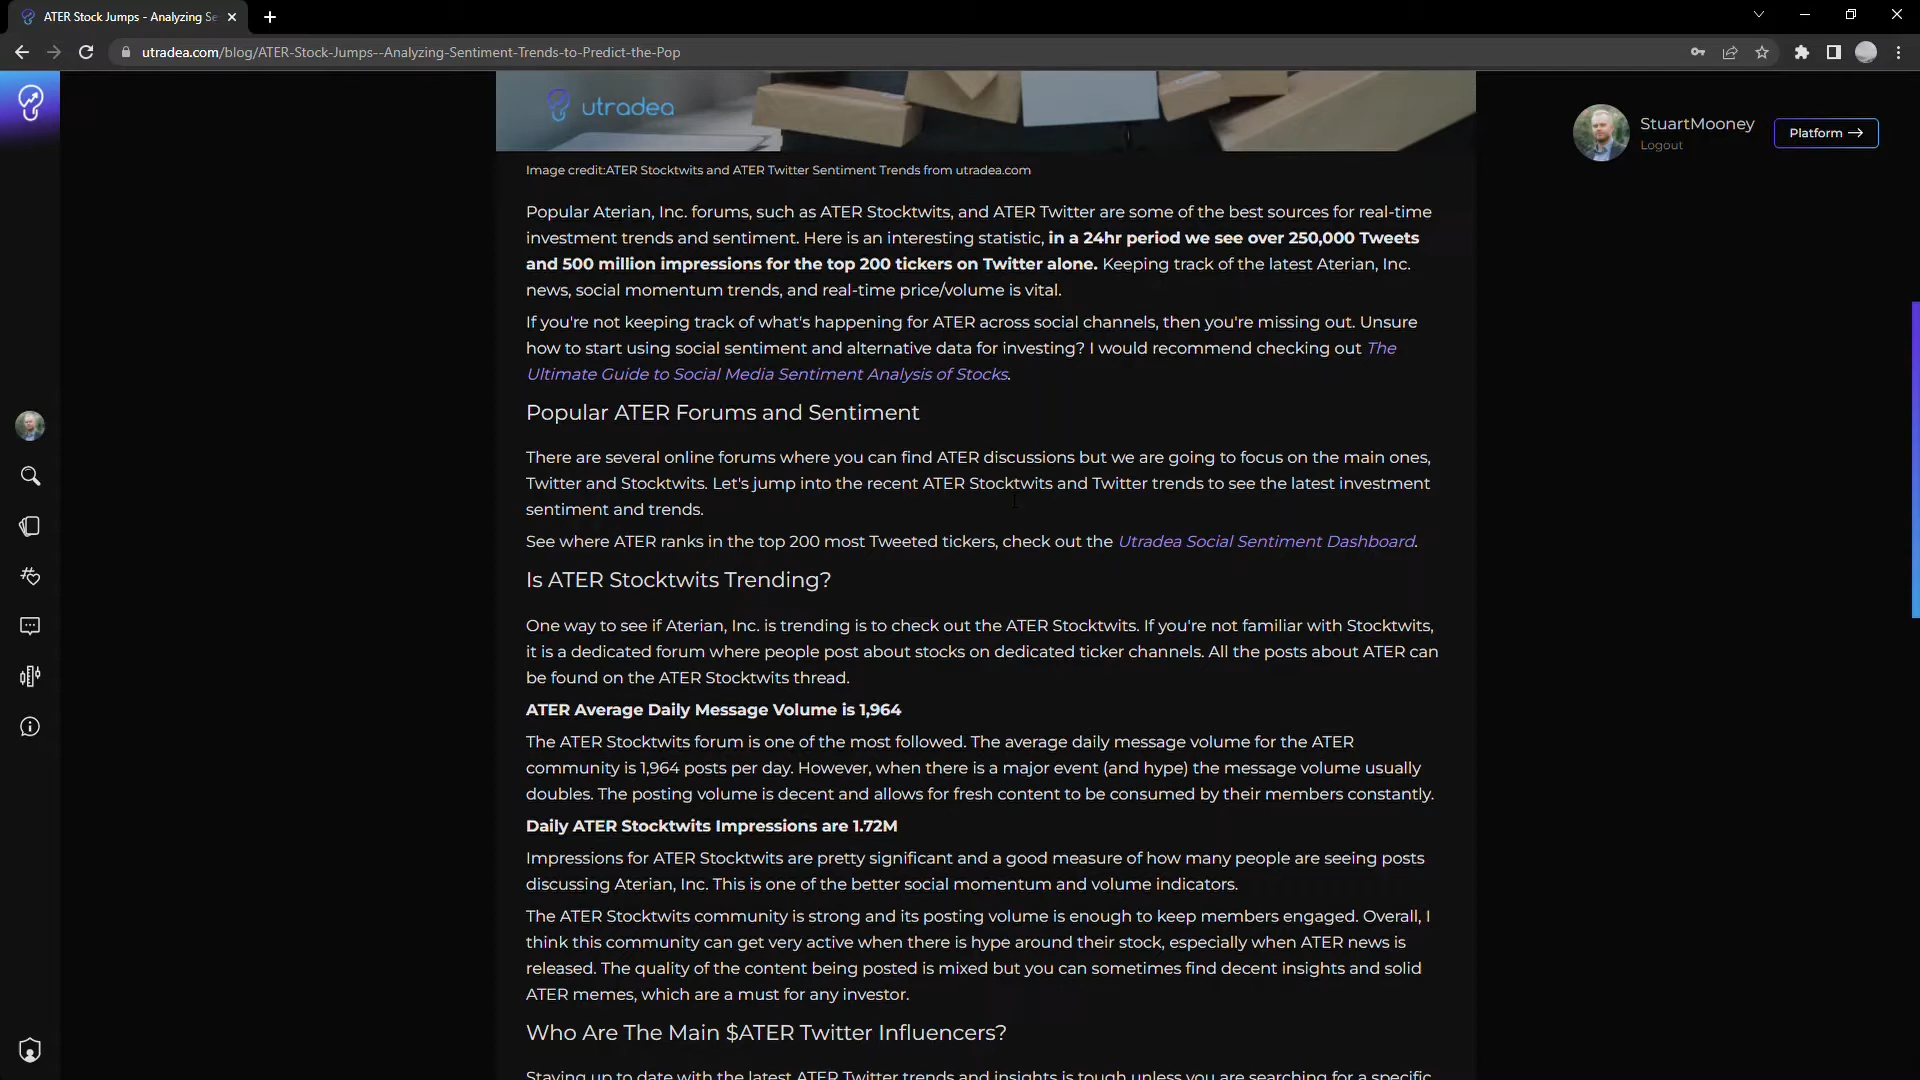 ATER Stock Jumps - Analyzing Se
utradea.com/blog/ATER-Stock-Jumps--Analyzing-Sentiment-Trends-to-Predict-the-Pop
utradea
StuartMooney
Logout
Platform
Image credit:ATER Stocktwits and ATER Twitter Sentiment Trends from utradea.com
Popular Aterian, Inc. forums, such as ATER Stocktwits, and ATER Twitter are some of the best sources for real-time
investment trends and sentiment. Here is an interesting statistic, in a 24hr period we see over 250,000 Tweets
and 500 million impressions for the top 200 tickers on Twitter alone. Keeping track of the latest Aterian, Inc.
news, social momentum trends, and real-time price/volume is vital.
If you're not keeping track of what's happening for ATER across social channels, then you're missing out. Unsure
how to start using social sentiment and alternative data for investing? I would recommend checking out The
Ultimate Guide to Social Media Sentiment Analysis of Stocks.
Popular ATER Forums and Sentiment
There are several online forums where you can find ATER discussions but we are going to focus on the main ones,
Twitter and Stocktwits. Let's jump into the recent ATER Stocktwits and Twitter trends to see the latest investment
sentiment and trends.
See where ATER ranks in the top 200 most Tweeted tickers, check out the Utradea Social Sentiment Dashboard.
Is ATER Stocktwits Trending?
One way to see if Aterian, Inc. is trending is to check out the ATER Stocktwits. If you're not familiar with Stocktwits,
it is a dedicated forum where people post about stocks on dedicated ticker channels. All the posts about ATER can
be found on the ATER Stocktwits thread.
ATER Average Daily Message Volume is 1,964
The ATER Stocktwits forum is one of the most followed. The average daily message volume for the ATER
community is 1,964 posts per day. However, when there is a major event (and hype) the message volume usually
doubles. The posting volume is decent and allows for fresh content to be consumed by their members constantly.
Daily ATER Stocktwits Impressions are 1.72M
Impressions for ATER Stocktwits are pretty significant and a good measure of how many people are seeing posts
discussing Aterian, Inc. This is one of the better social momentum and volume indicators.
The ATER Stocktwits community is strong and its posting volume is enough to keep members engaged. Overall, I
think this community can get very active when there is hype around their stock, especially when ATER news is
released. The quality of the content being posted is mixed but you can sometimes find decent insights and solid
ATER memes, which are a must for any investor.
Who Are The Main $ATER Twitter Influencers?
Staying up to date with the latest ATER Twitter trends and insights is tough unless you are searching for a specific